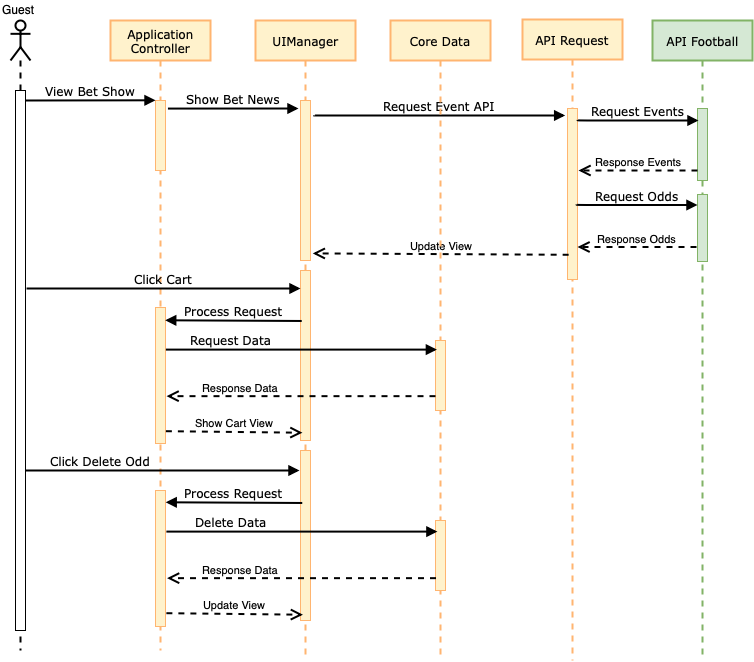 Guest
Application
Controller
UIManager
Core Data
API Request
API Football
View Bet Show
Show Bet News
Request Event API
Request Events
Response Events
Request Odds
Response Odds
Update View
Click Cart
Process Request
Request Data
Response Data
Show Cart View
Click Delete Odd
Process Request
Delete Data
Response Data
Update View